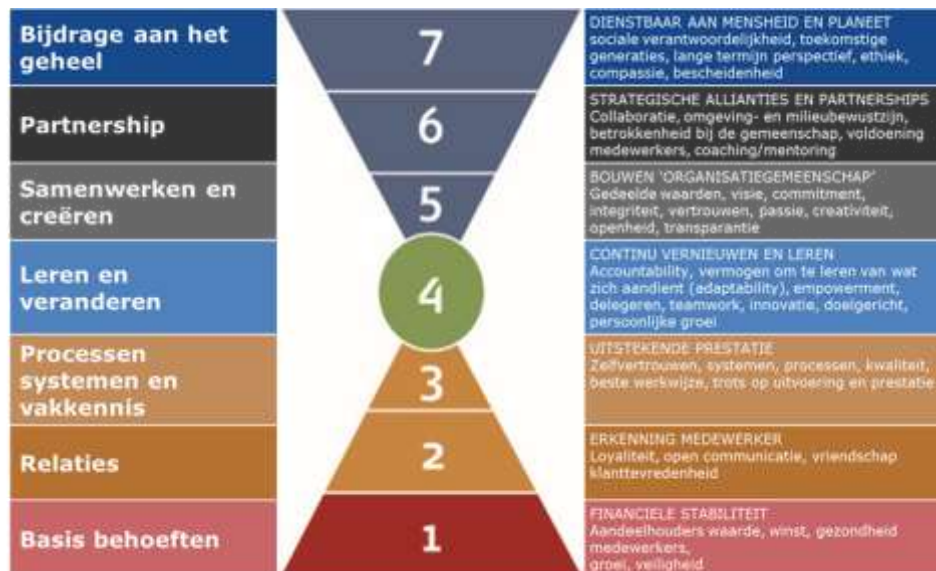 Bijdrage aan het
geheel
7
DIENSTBAAR AAN MENSHEID EN PLANEET
sociale verantwoordelijkheid, toekomstige
generaties, lange termijn perspectief, ethiek,
compassie, bescheidenheid
Partnership
6
STRATEGISCHE ALLIANTIES EN PARTNERSHIPS
Collaboratie, omgeving- en milieubewustzijn,
betrokkenheid bij de gemeenschap, voldoening
medewerkers, coaching/mentoring
Samenwerken en
creëren
5
BOUWEN 'ORGANISATIEGEMEENSCHAP'
Gedeelde waarden, visie, commitment,
integriteit, vertrouwen, passie, creativiteit,
openheid, transparantie
Leren en
veranderen
4
CONTINU VERNIEUWEN EN LEREN
Accountability, vermogen om te leren van wat
zich aandient (adaptability), empowerment,
delegeren, teamwork, innovatie, doelgericht,
persoonlijke groei
Processen
systemen en
vakkennis
3
UITSTEKENDE PRESTATIE
Zelfvertrouwen, systemen, processen, kwaliteit,
beste werkwijze, trots op uitvoering en prestatie
Relaties
2
ERKENNING MEDEWERKER
Loyaliteit, open communicatie, vriendschap
klanttevredenheid
Basis behoeften
1
FINANCIELE STABILITEIT
Aandeelhouders waarde, winst, gezondheid
medewerkers,
groei, veiligheid